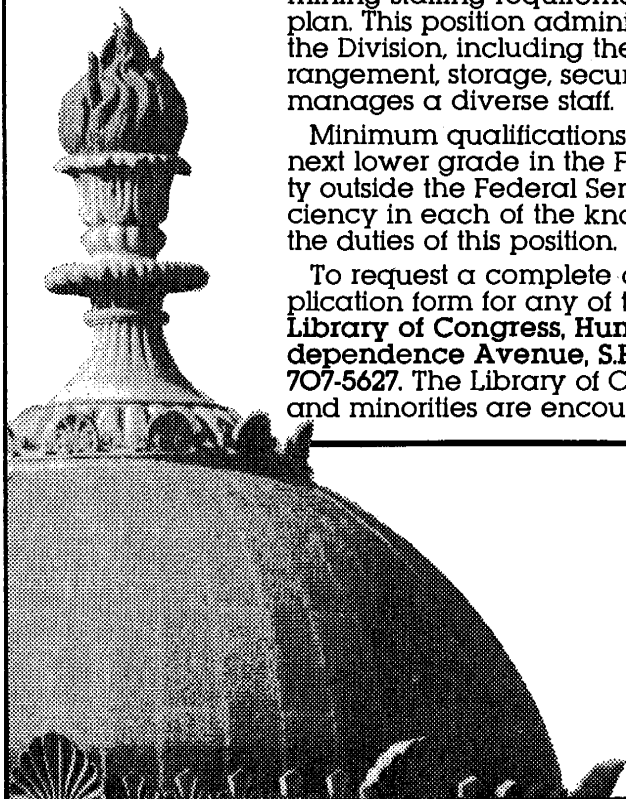 plan. This position admini
the Division, including the
rangement, storage, secur
manages a diverse staff.
Minimum qualifications
next lower grade in the F
ty outside the Federal Ser
ciency in each of the kno
the duties of this position.
To request a complete
plication form for any of f
Library of Congress, Hun
dependence Avenue, S.E
707-5627. The Library of C
and minorities are encou